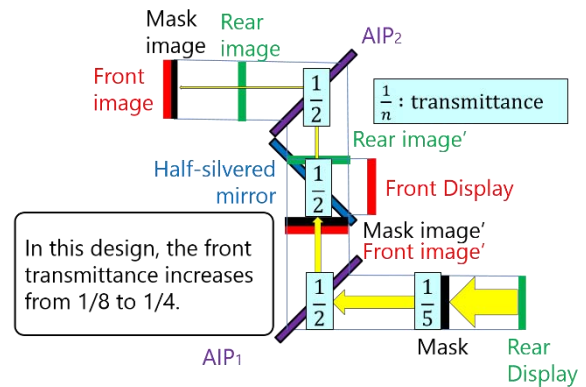 Mask
image
Rear
image
AIP2
Front
image
1/2
1/n : transmittance
Rear image’
Half-silvered
mirror
1/2
Front Display
Mask image’
Front image’
In this design, the front
transmittance increases
from 1/8 to 1/4.
1/2
1/5
AIP1
Mask
Rear
Display